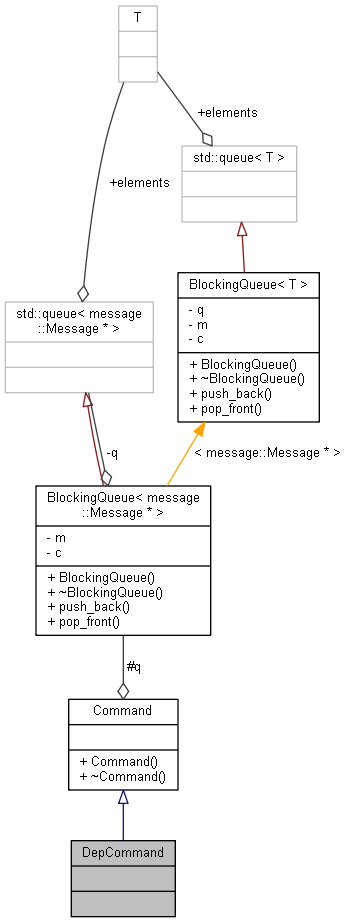 T
+elements
std::queue< T >
+elements
BlockingQueue< T >
- q
- m
- c
+ BlockingQueue()
+ ~BlockingQueue()
+ push_back()
+ pop_front()
std::queue< message
::Message * >
-q
< message::Message * >
BlockingQueue< message
::Message * >
- m
- c
+ BlockingQueue()
+ ~BlockingQueue()
+ push_back()
+ pop_front()
#q
Command
+ Command()
+ ~Command()
DepCommand